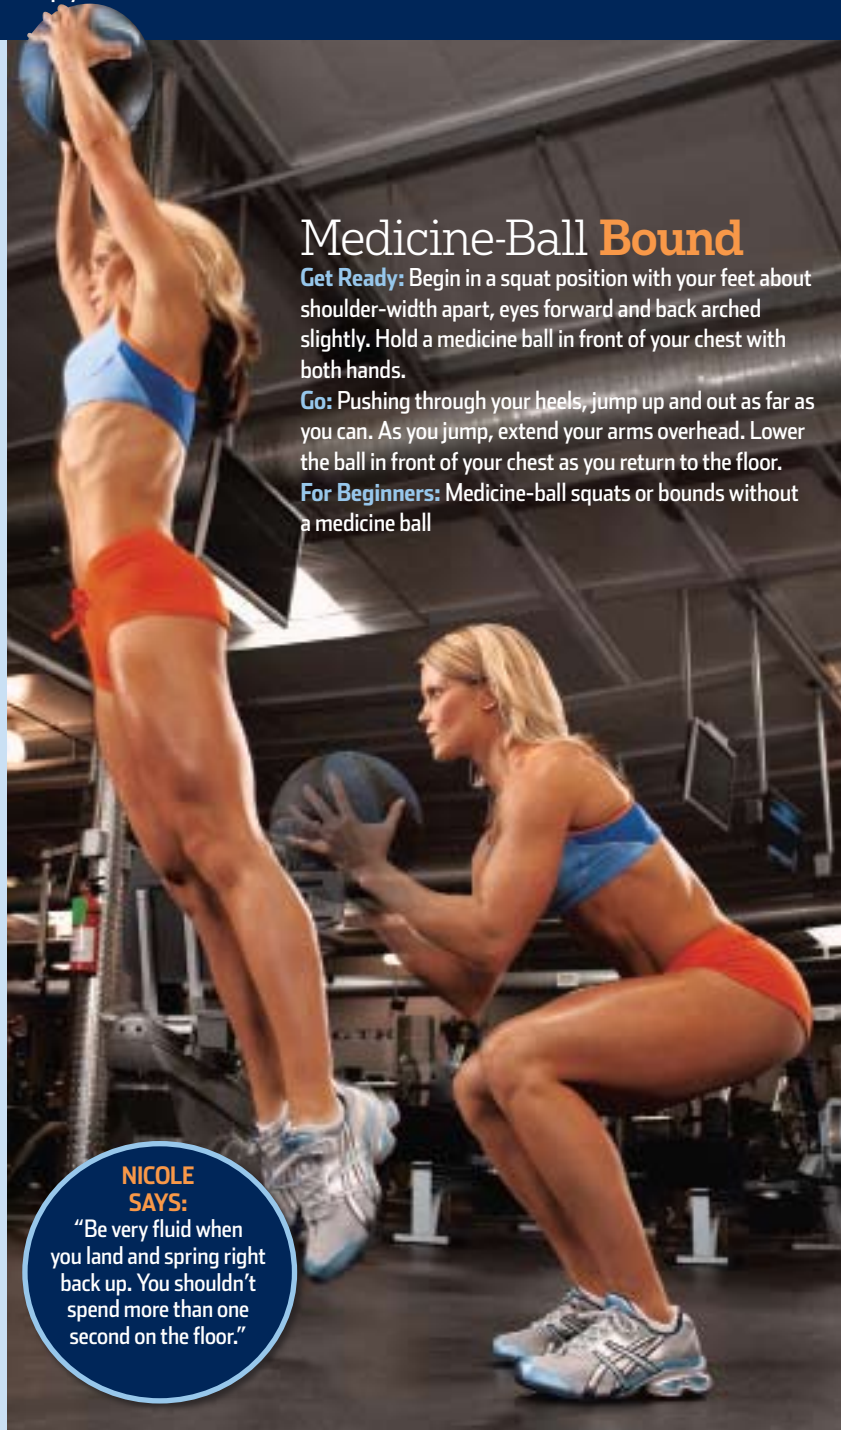 Medicine-Ball Bound
Get Ready: Begin in a squat position with your feet about
shoulder-width apart, eyes forward and back arched
slightly. Hold a medicine ball in front of your chest with
both hands.
Go: Pushing through your heels, jump up and out as far as
you can. As you jump, extend your arms overhead. Lower
the ball in front of your chest as you return to the floor.
For Beginners: Medicine-ball squats or bounds without
a medicine ball
NICOLE
SAYS:
“Be very fluid when
you land and spring right
back up. You shouldn’t
spend more than one
second on the floor.”